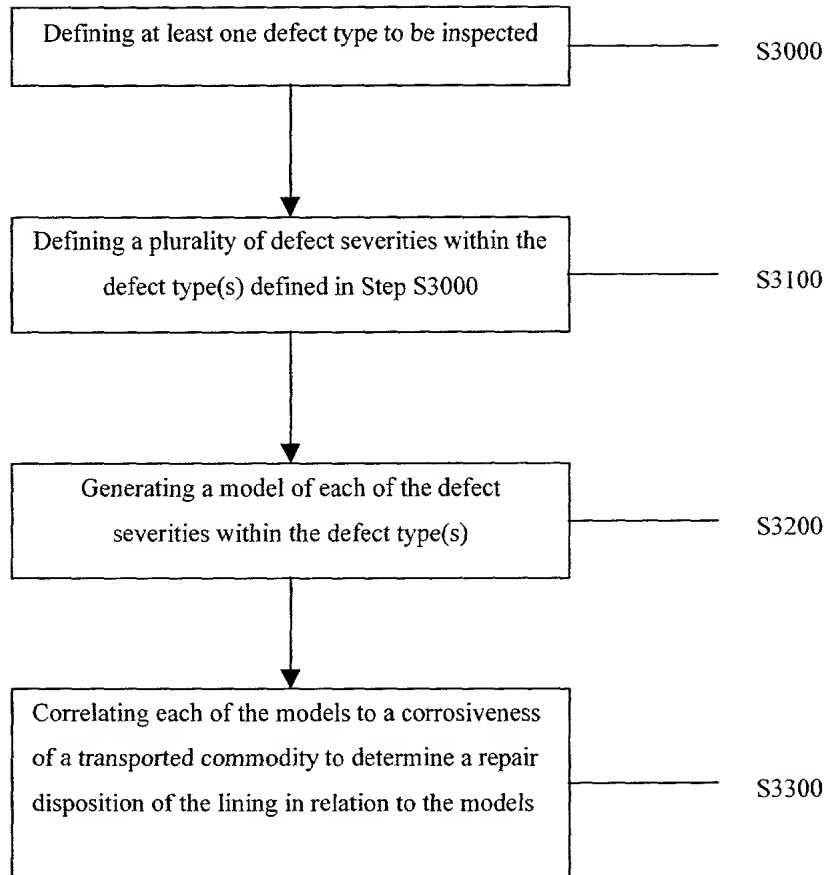 Defining at least one defect type to be inspected
S3000
Defining a plurality of defect severities within the
defect type(s) defined in Step S3000
S3100
Generating a model of each of the defect
severities within the defect type(s)
S3200
Correlating each of the models to a corrosiveness
of a transported commodity to determine a repair
disposition of the lining in relation to the models
S3300